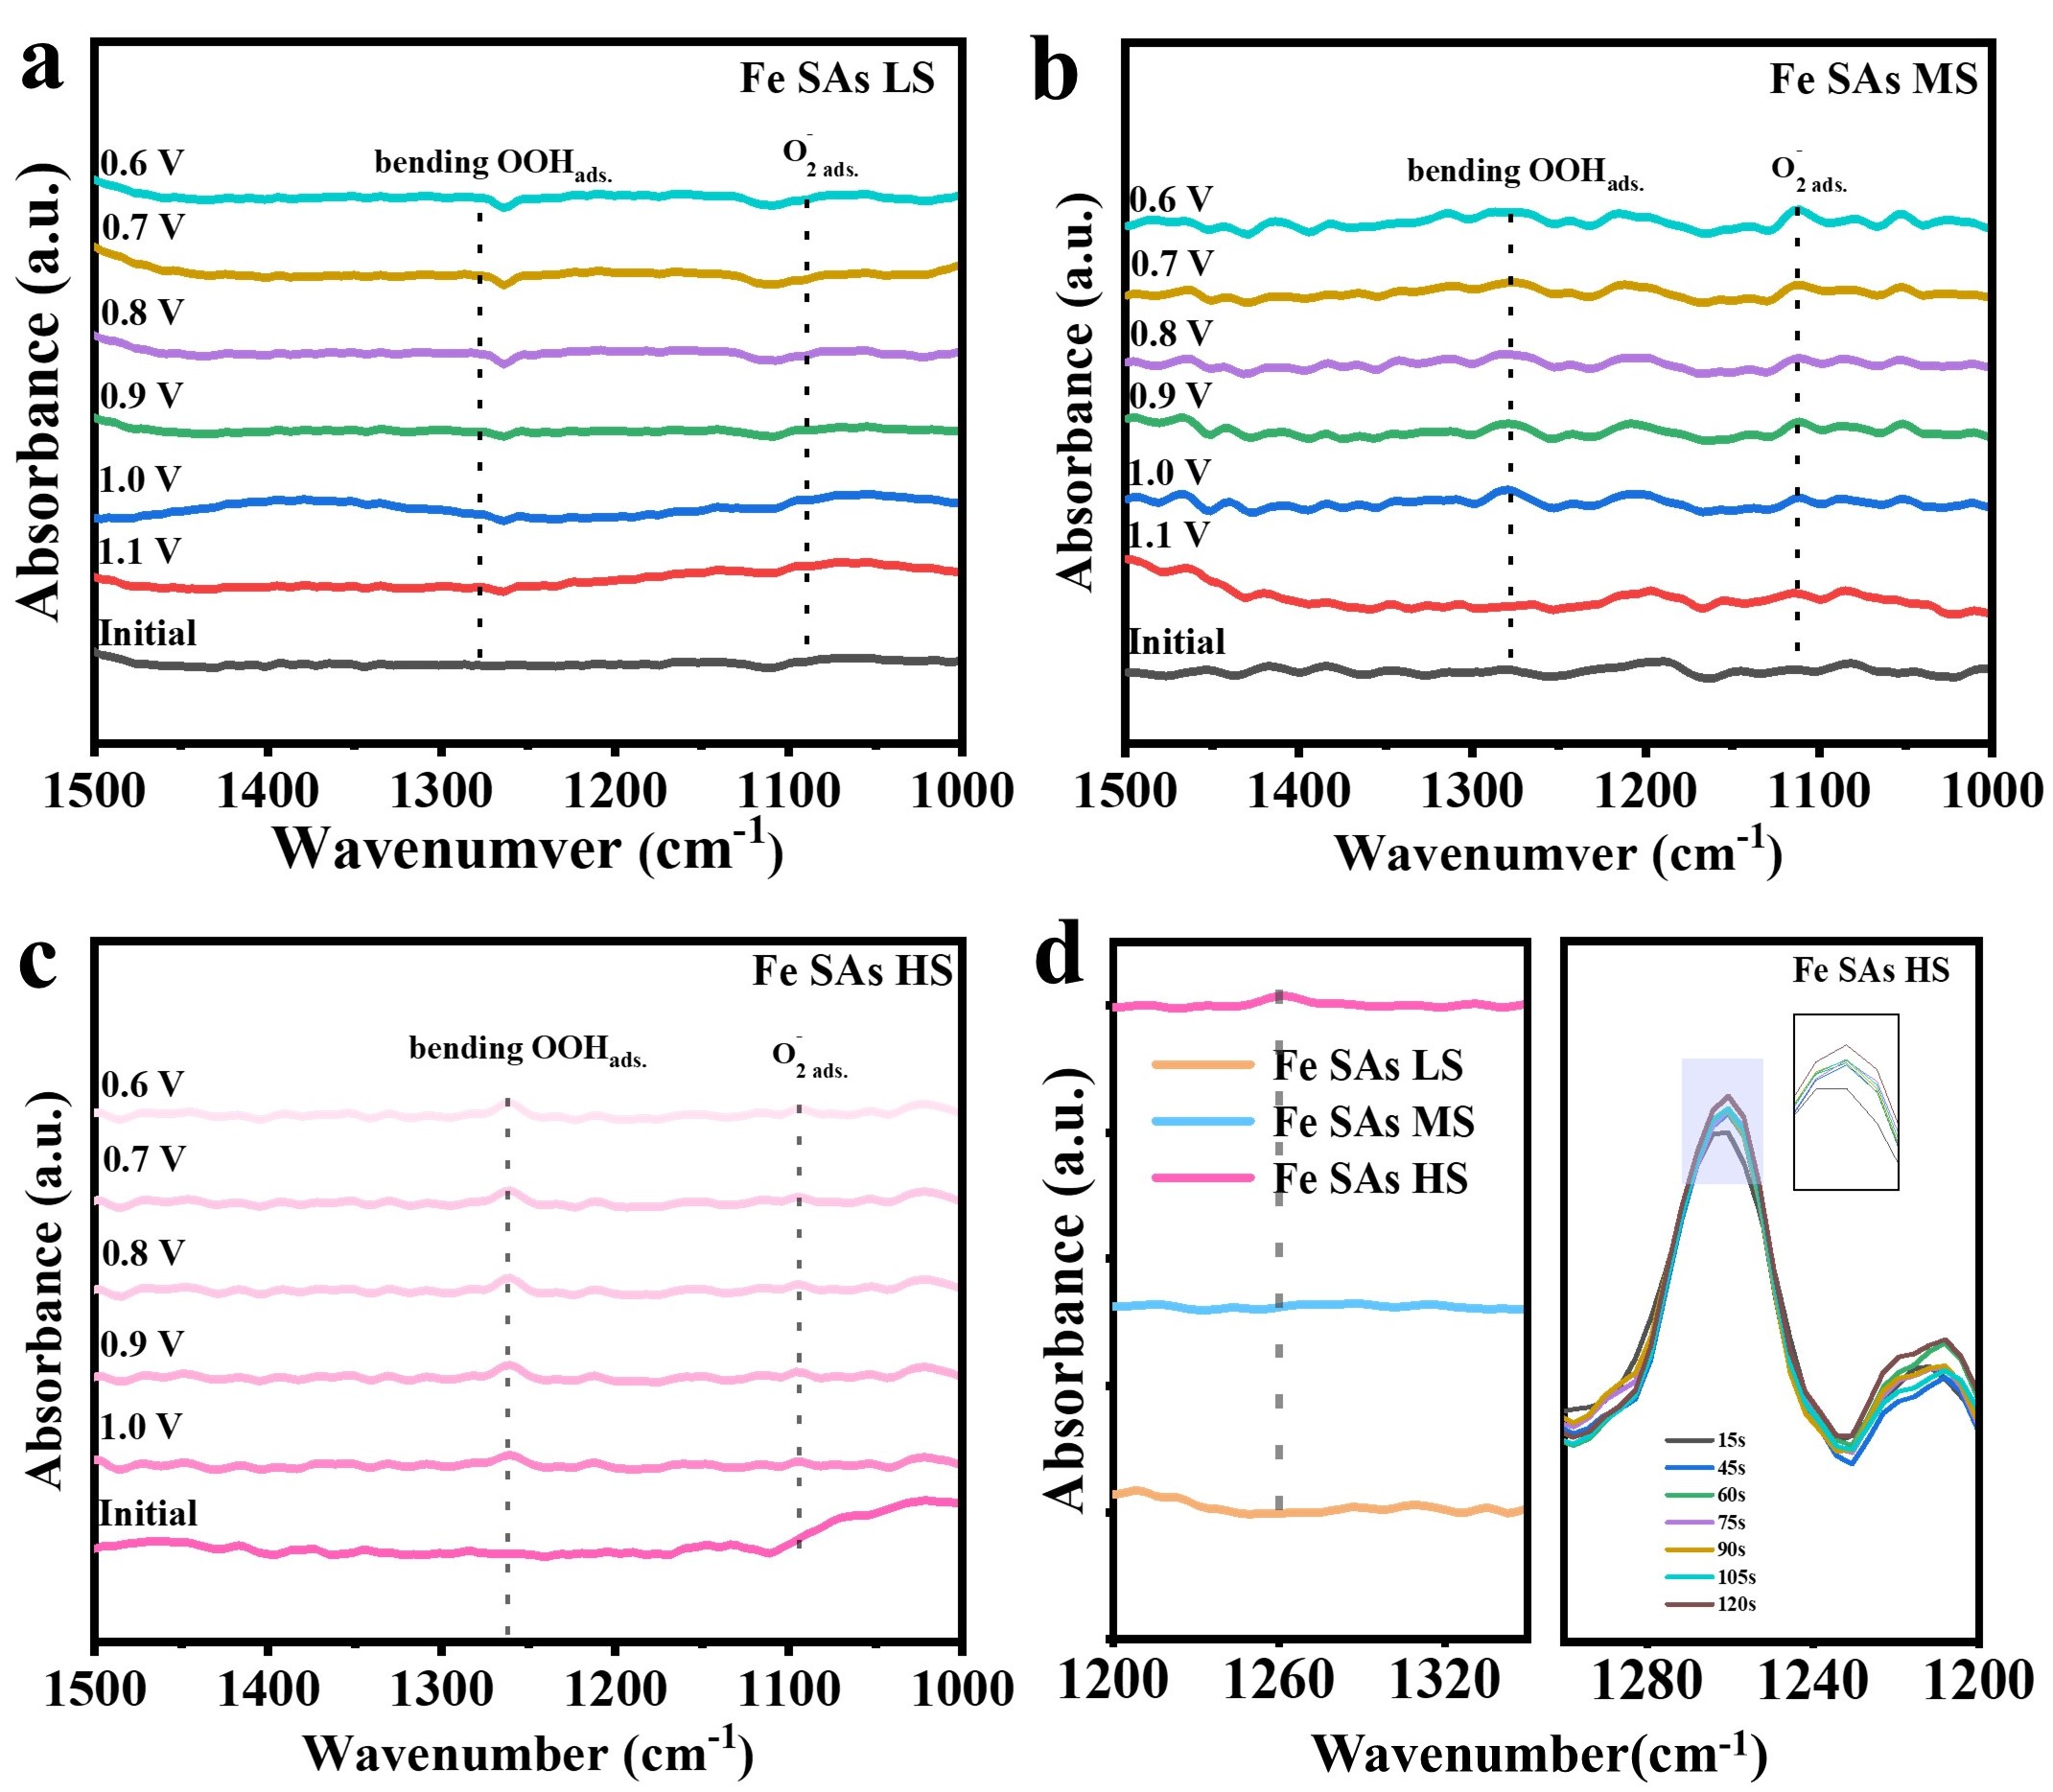 a
Fe SAs LS
bending OOHads.
O2 ads.-
0.6 V
0.7 V
0.8 V
0.9 V
1.0 V
1.1 V
Initial
Absorbance (a.u.)
1500 1400 1300 1200 1100 1000
Wavenumver (cm-1)
b
Fe SAs MS
bending OOHads.
O2 ads.-
0.6 V
0.7 V
0.8 V
0.9 V
1.0 V
1.1 V
Initial
Absorbance (a.u.)
1500 1400 1300 1200 1100 1000
Wavenumver (cm-1)
c
Fe SAs HS
bending OOHads.
O2 ads.-
0.6 V
0.7 V
0.8 V
0.9 V
1.0 V
Initial
Absorbance (a.u.)
1500 1400 1300 1200 1100 1000
Wavenumber (cm-1)
d
Fe SAs LS
Fe SAs MS
Fe SAs HS
Absorbance (a.u.)
1200 1260 1320
Fe SAs HS
15s
45s
60s
75s
90s
105s
120s
1280 1240 1200
Wavenumber(cm-1)